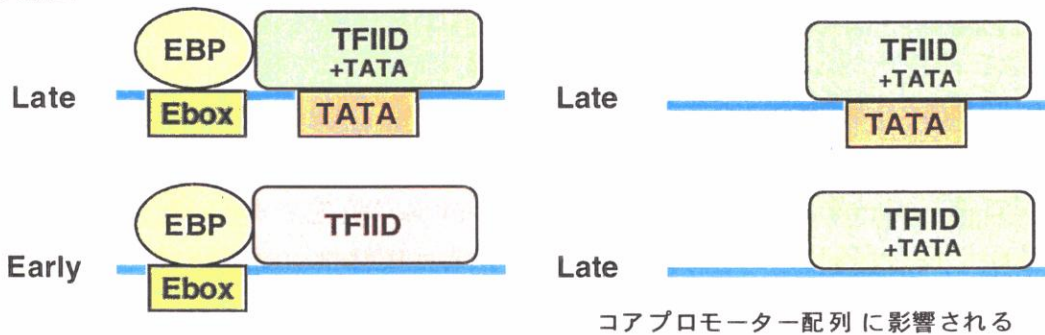 EBP
TFIID
+TATA
Late
Ebox
TATA
TFIID
+TATA
Late
TATA
EBP
TFIID
Early
Ebox
TFIID
+TATA
Late
コアプロモーター配列に影響される